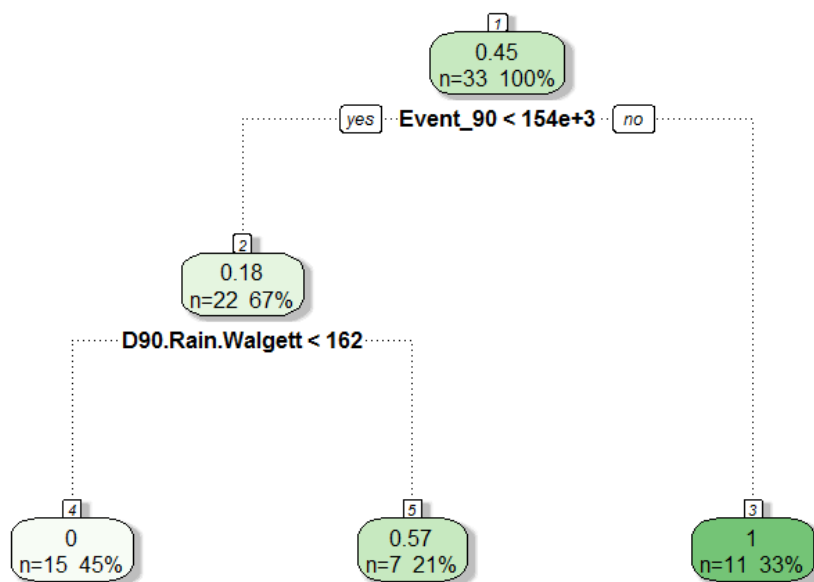 1
0.45
n=33 100%
yes Event_90 < 154e+3 no
2
0.18
n=22 67%
D90.Rain.Walgett < 162
4
0
n=15 45%
5
0.57
n=7 21%
3
1
n=11 33%